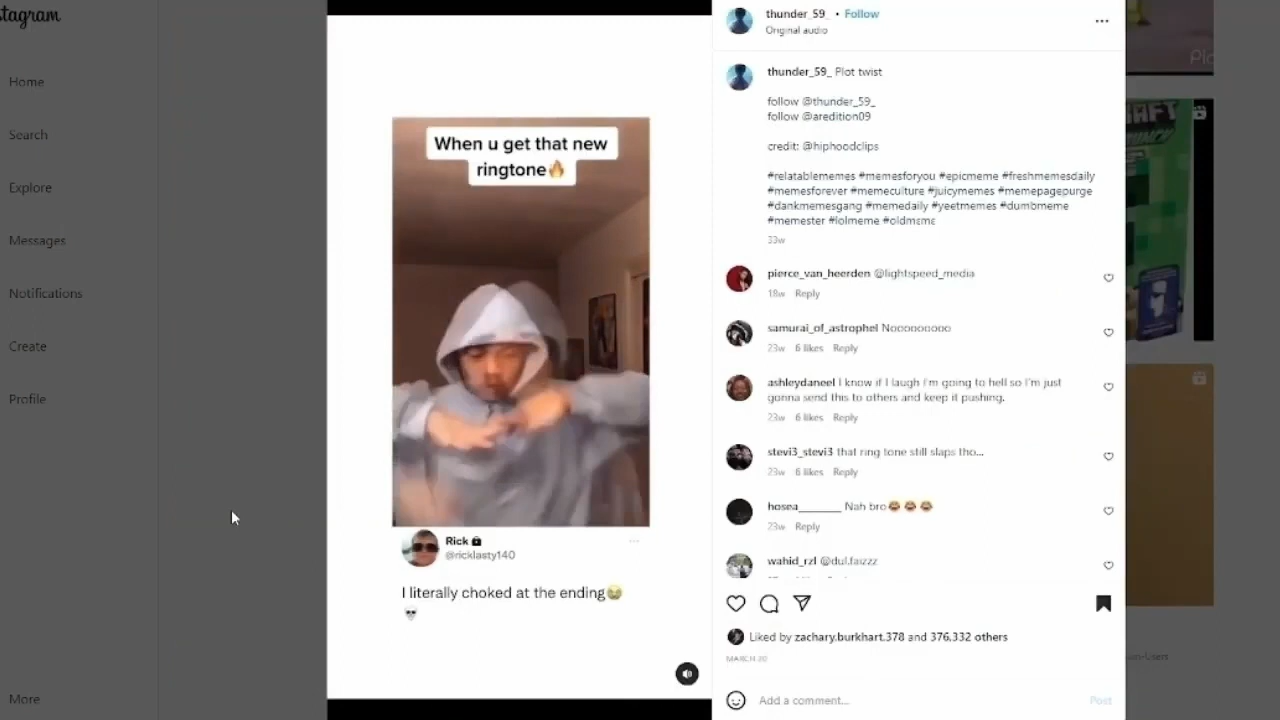 stagram
Home
Search
Explore
Messages
Notifications
Create
Profile
More
When u get that new
ringtone🔥
Rick
@ricklasty140
I literally choked at the ending😭
💀
thunder_59_ • Follow
Original audio
thunder_59_ Plot twist
follow @thunder_59_
follow @aredition09
credit: @hiphoodclips
#relatablememes #memesforyou #epicmeme #freshmemesdaily
#memesforever #memeculture #juicymemes #memepagepurge
#dankmemesgang #memedaily #yeetmemes #dumbmeme
#memester #lolmeme #oldmeme
33w
pierce_van_heerden @lightspeed_media
18w Reply
samurai_of_astrophel Nooooooooo
23w 6 likes Reply
ashleydaneel I know if I laugh I'm going to hell so I'm just
gonna send this to others and keep it pushing.
23w 6 likes Reply
stevi3_stevi3 that ring tone still slaps tho...
23w 6 likes Reply
hosea________ Nah bro😂😂😂
23w Reply
wahid_rzl @dul.faizzz
Liked by zachary.burkhart.378 and 376,332 others
MARCH 20
Add a comment...
Post